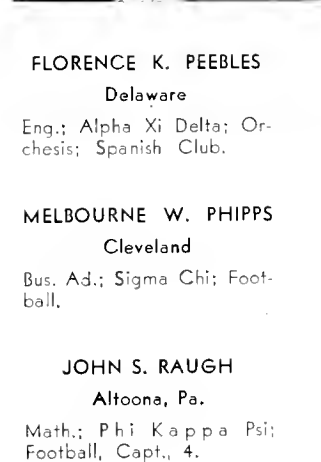 FLORENCE K. PEEBLES
Delaware
Eng.; Alpha Xi Delta; Or-
chesis; Spanish Club.
MELBOURNE W. PHIPPS
Cleveland
Bus. Ad.; Sigma Chi; Foot-
ball.
JOHN S. RAUGH
Altoona, Pa.
Math.; Phi Kappa Psi;
Football, Capt., 4.